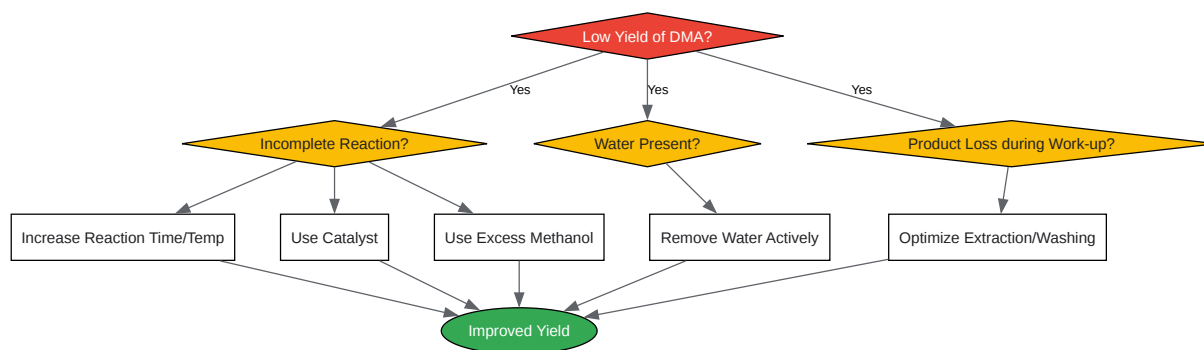 Low Yield of DMA?
Yes
Yes
Yes
Incomplete Reaction?
Water Present?
Product Loss during Work-up?
Increase Reaction Time/Temp
Use Catalyst
Use Excess Methanol
Remove Water Actively
Optimize Extraction/Washing
Improved Yield